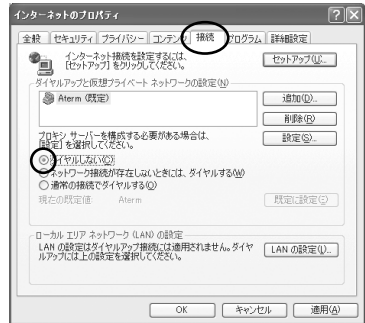 インターネットのプロパティ
全般 セキュリティ プライバシー コンテンツ 接続 プログラム 詳細設定
インターネット接続を設定するには、
[セットアップ] をクリックしてください。
セットアップ(U)...
ダイヤルアップと仮想プライベート ネットワークの設定(N)
Aterm (既定)
追加(D)...
削除(R)
プロキシ サーバーを構成する必要がある場合は、
[設定] を選択してください。
設定(S)...
ダイヤルしない(C)
ネットワーク接続が存在しないときには、ダイヤルする(W)
通常の接続でダイヤルする(O)
現在の既定値: Aterm
既定に設定(E)
ローカル エリア ネットワーク (LAN) の設定
LAN の設定はダイヤルアップ接続には適用されません。ダイヤ
ルアップには上の設定を選択してください。
LAN の設定(L)...
OK キャンセル 適用(A)